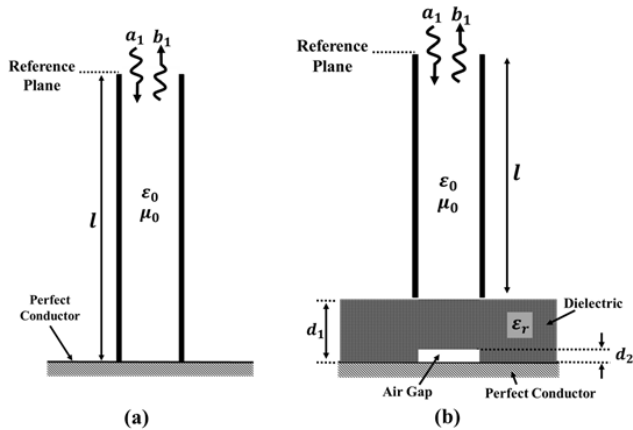 a₁ b₁
Reference
Plane
ε₀
μ₀
l
Perfect
Conductor
(a)
a₁ b₁
Reference
Plane
ε₀
μ₀
l
Dielectric
d₁
εᵣ
d₂
Air Gap
Perfect Conductor
(b)